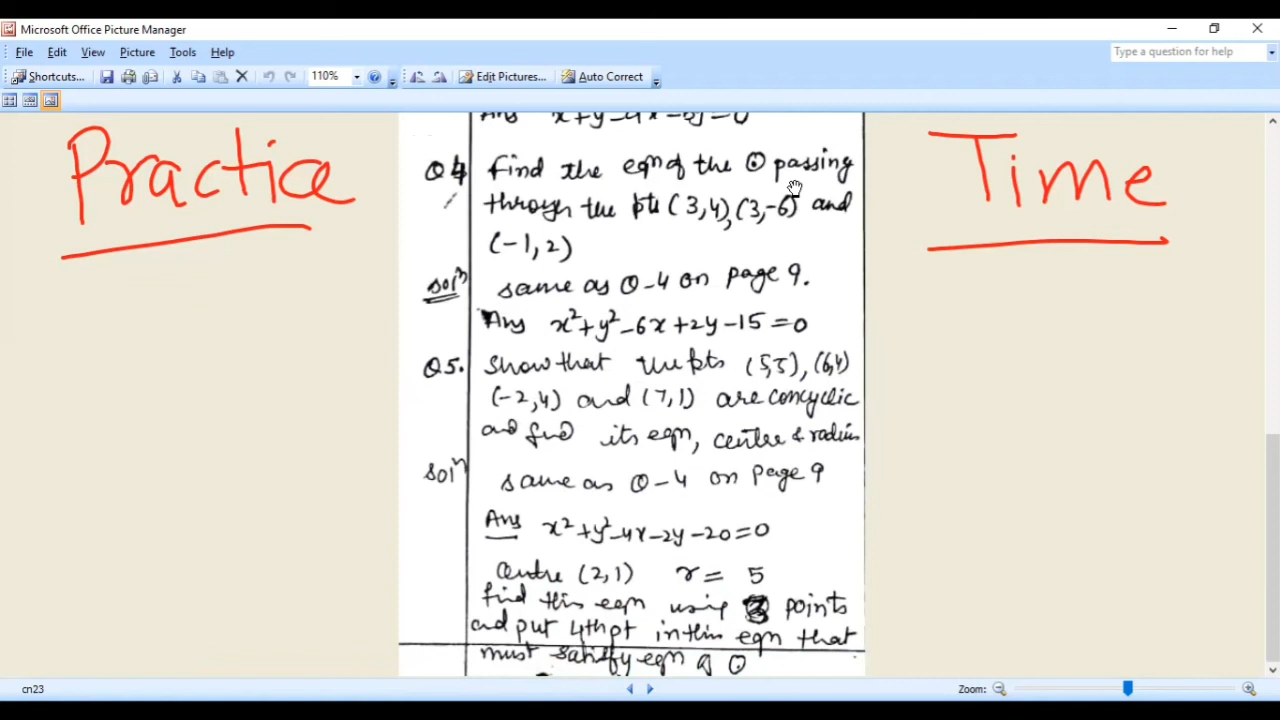 Microsoft Office Picture Manager
File Edit View Picture Tools Help
Type a question for help
Shortcuts... 110% Edit Pictures... Auto Correct
Practice
Time
Q4 Find the eqn of the ⊙ passing
through the pts (3,4), (3,-6) and
(-1, 2)
Solⁿ same as Q-4 on page 9.
Ans x²+y²-6x+2y-15=0
Q5. Show that the pts (5,5), (6,4)
(-2,4) and (7,1) are concyclic
and find its eqn, centre & radius
Solⁿ same as Q-4 on page 9
Ans x²+y²-4x-2y-20=0
Centre (2,1) r = 5
find this eqn using 3 points
and put 4th pt in this eqn that
must satisfy eqn of ⊙
cn23
Zoom: